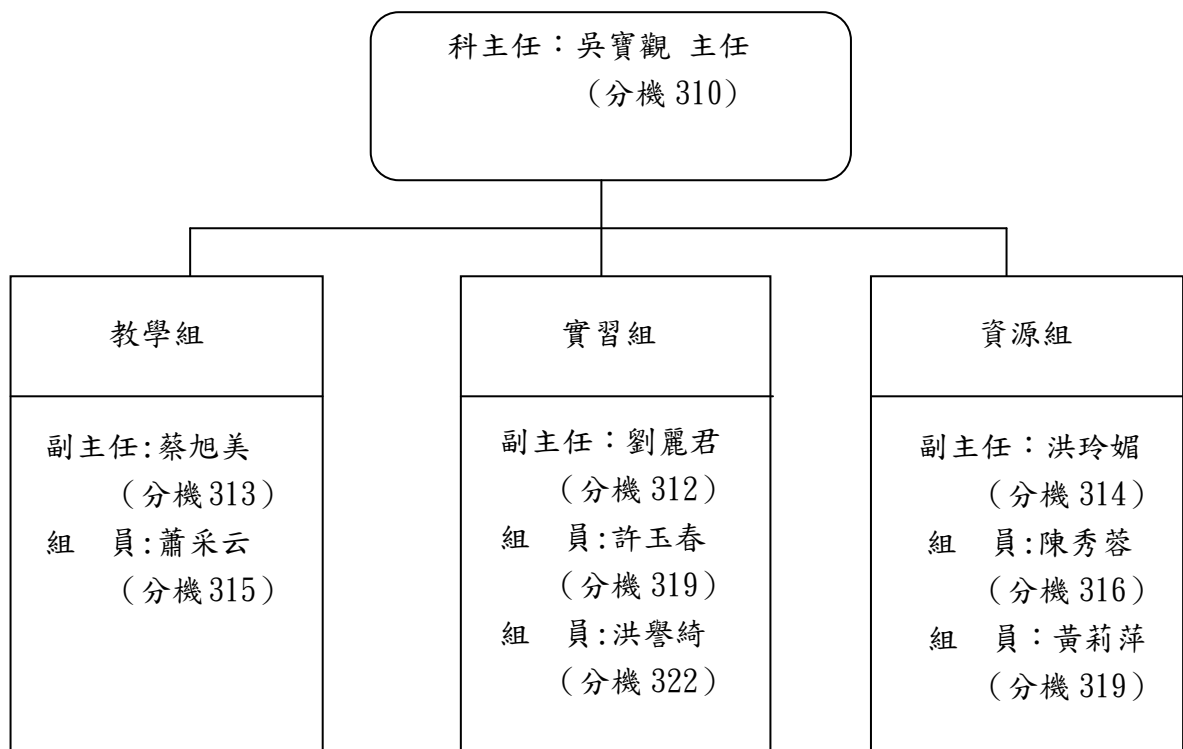 科主任：吳寶觀 主任
（分機 310）
教學組
副主任:蔡旭美
（分機 313）
組 員:蕭采云
（分機 315）
實習組
副主任：劉麗君
（分機 312）
組 員:許玉春
（分機 319）
組 員:洪譽綺
（分機 322）
資源組
副主任：洪玲媚
（分機 314）
組 員:陳秀蓉
（分機 316）
組 員：黃莉萍
（分機 319）